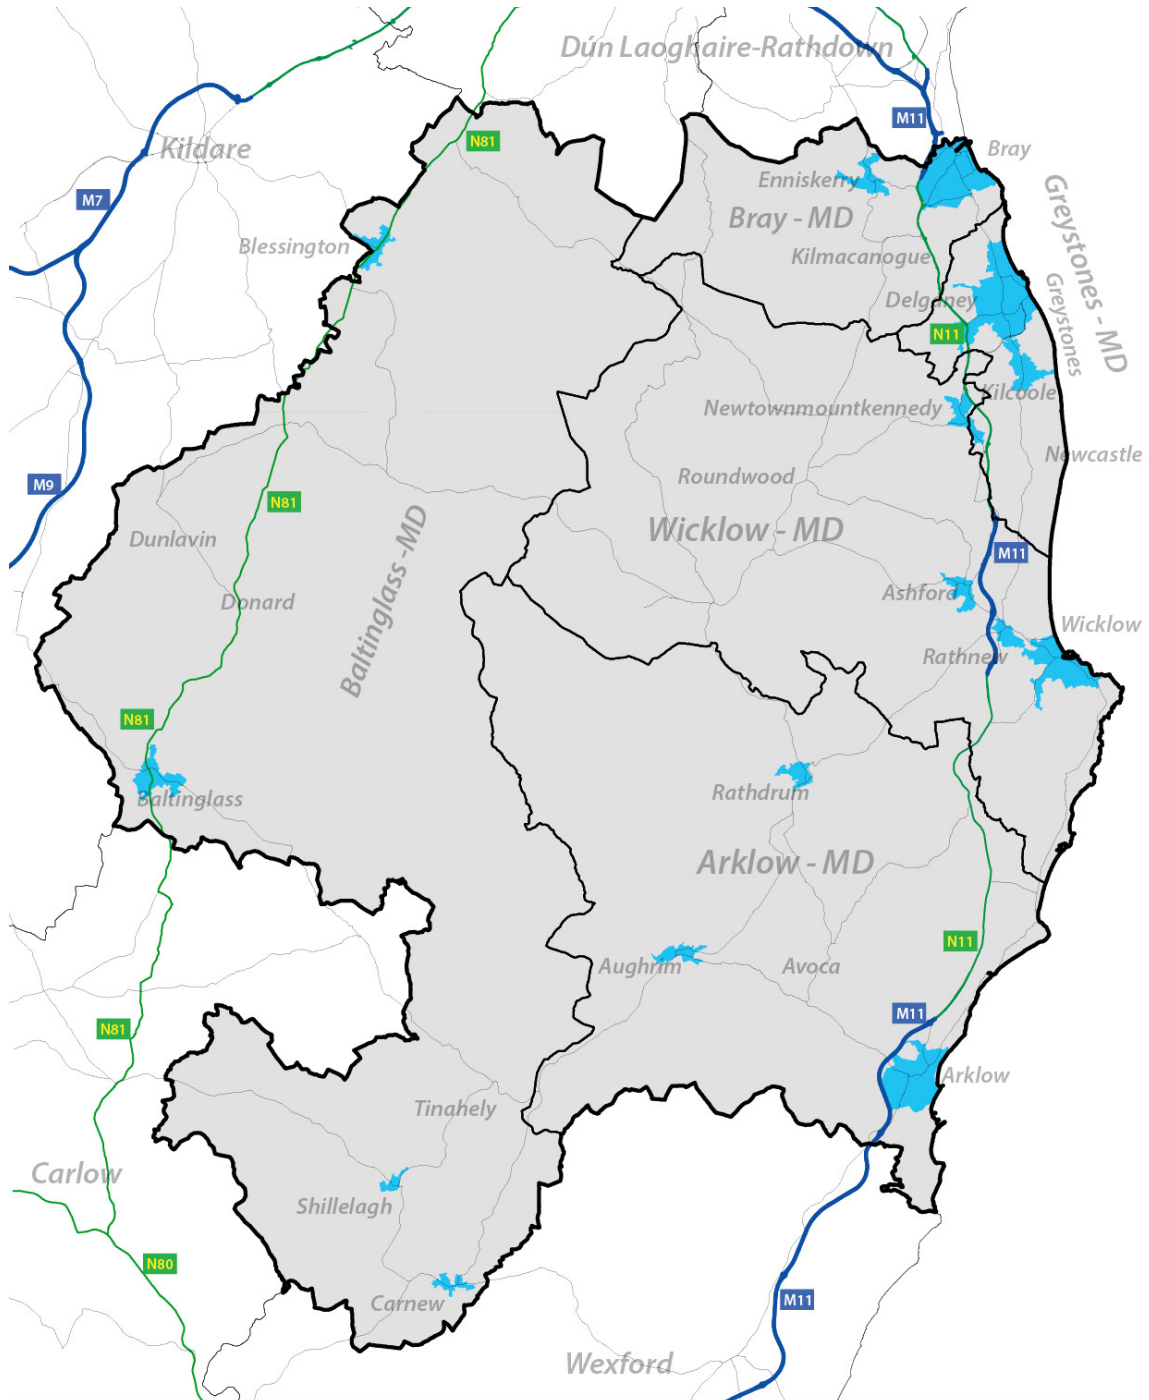 Dún Laoghaire-Rathdown
M11
N81
Kildare
Bray
Enniskerry
M7
Bray - MD
Greystones - MD
Blessington
Kilmacanogue
Delganey
Greystones
N11
Kilcoole
Newtownmountkennedy
Newcastle
Roundwood
M9
N81
Wicklow - MD
Dunlavin
Baltinglass -MD
M11
Ashford
Donard
Wicklow
Rathnew
N81
Rathdrum
Baltinglass
Arklow - MD
N11
Aughrim
Avoca
M11
N81
Arklow
Tinahely
Carlow
Shillelagh
N80
M11
Carnew
Wexford